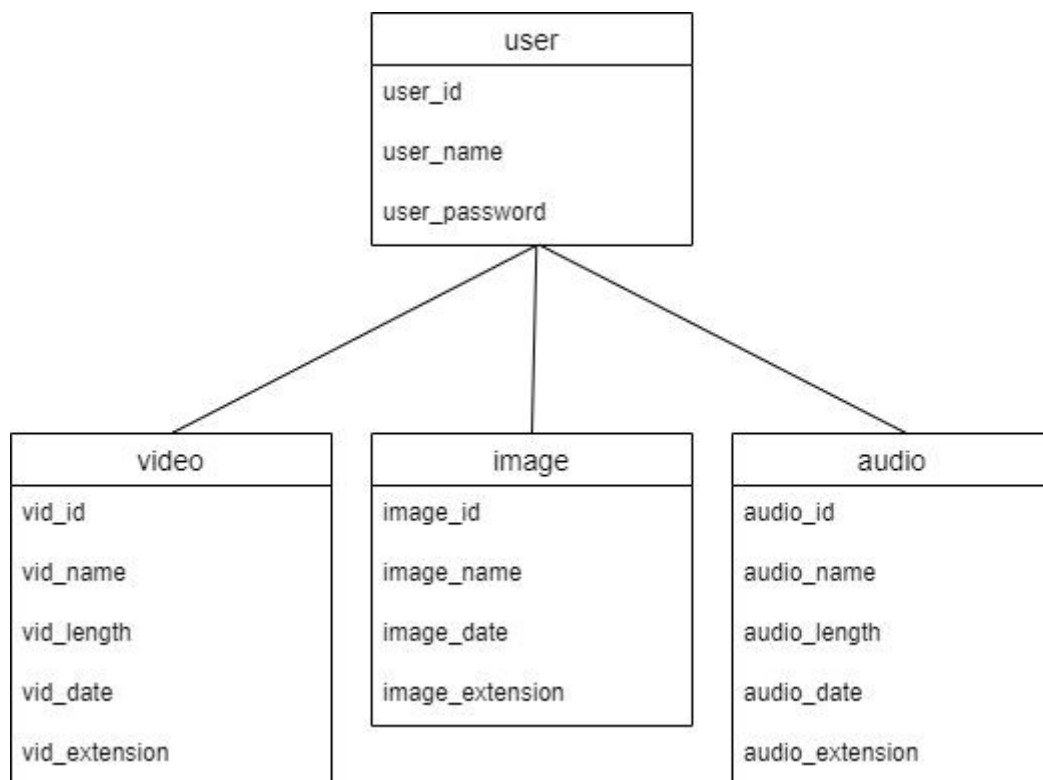 user
user_id
user_name
user_password
video
vid_id
vid_name
vid_length
vid_date
vid_extension
image
image_id
image_name
image_date
image_extension
audio
audio_id
audio_name
audio_length
audio_date
audio_extension